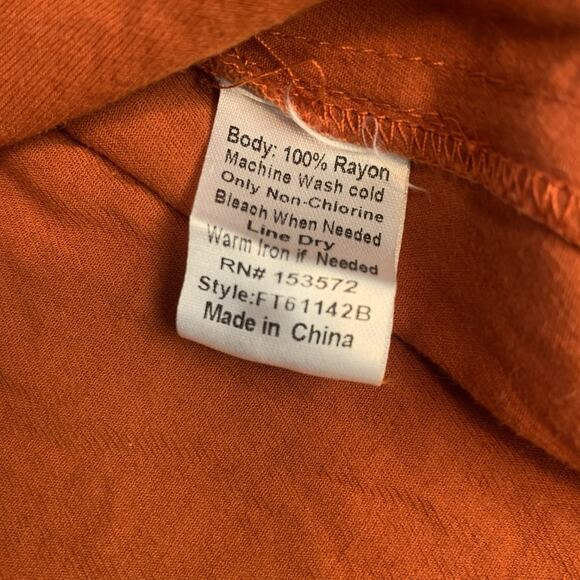 Body: 100% Rayon
Machine Wash cold
Only Non-Chlorine
Bleach When Needed
Line Dry
Warm Iron if Needed
RN# 153572
Style:FT61142B
Made in China